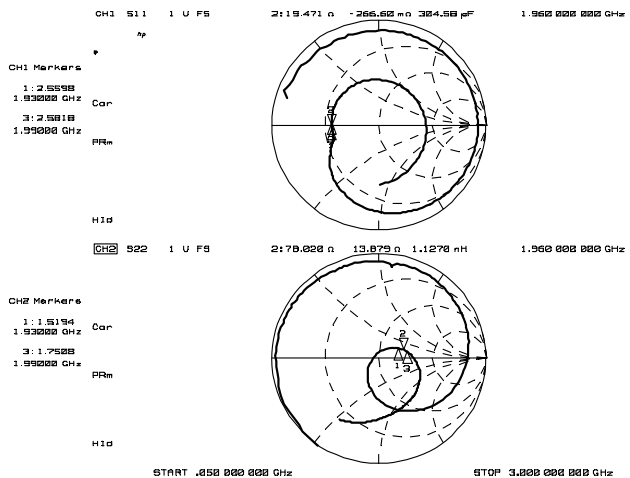 CH1 S11 1 U FS 2:19.471 Ω -266.60 mΩ 304.58 pF 1.960 000 000 GHz
hp
CH1 Markers
1:2.5598
1.93000 GHz
Cor
3:2.5818
1.99000 GHz
PRm
Hld
CH2 S22 1 U FS 2:78.020 Ω 13.879 Ω 1.1270 nH 1.960 000 000 GHz
CH2 Markers
1:1.5194
1.93000 GHz
Cor
3:1.7508
1.99000 GHz
PRm
2
1
3
Hld
START .050 000 000 GHz STOP 3.000 000 000 GHz